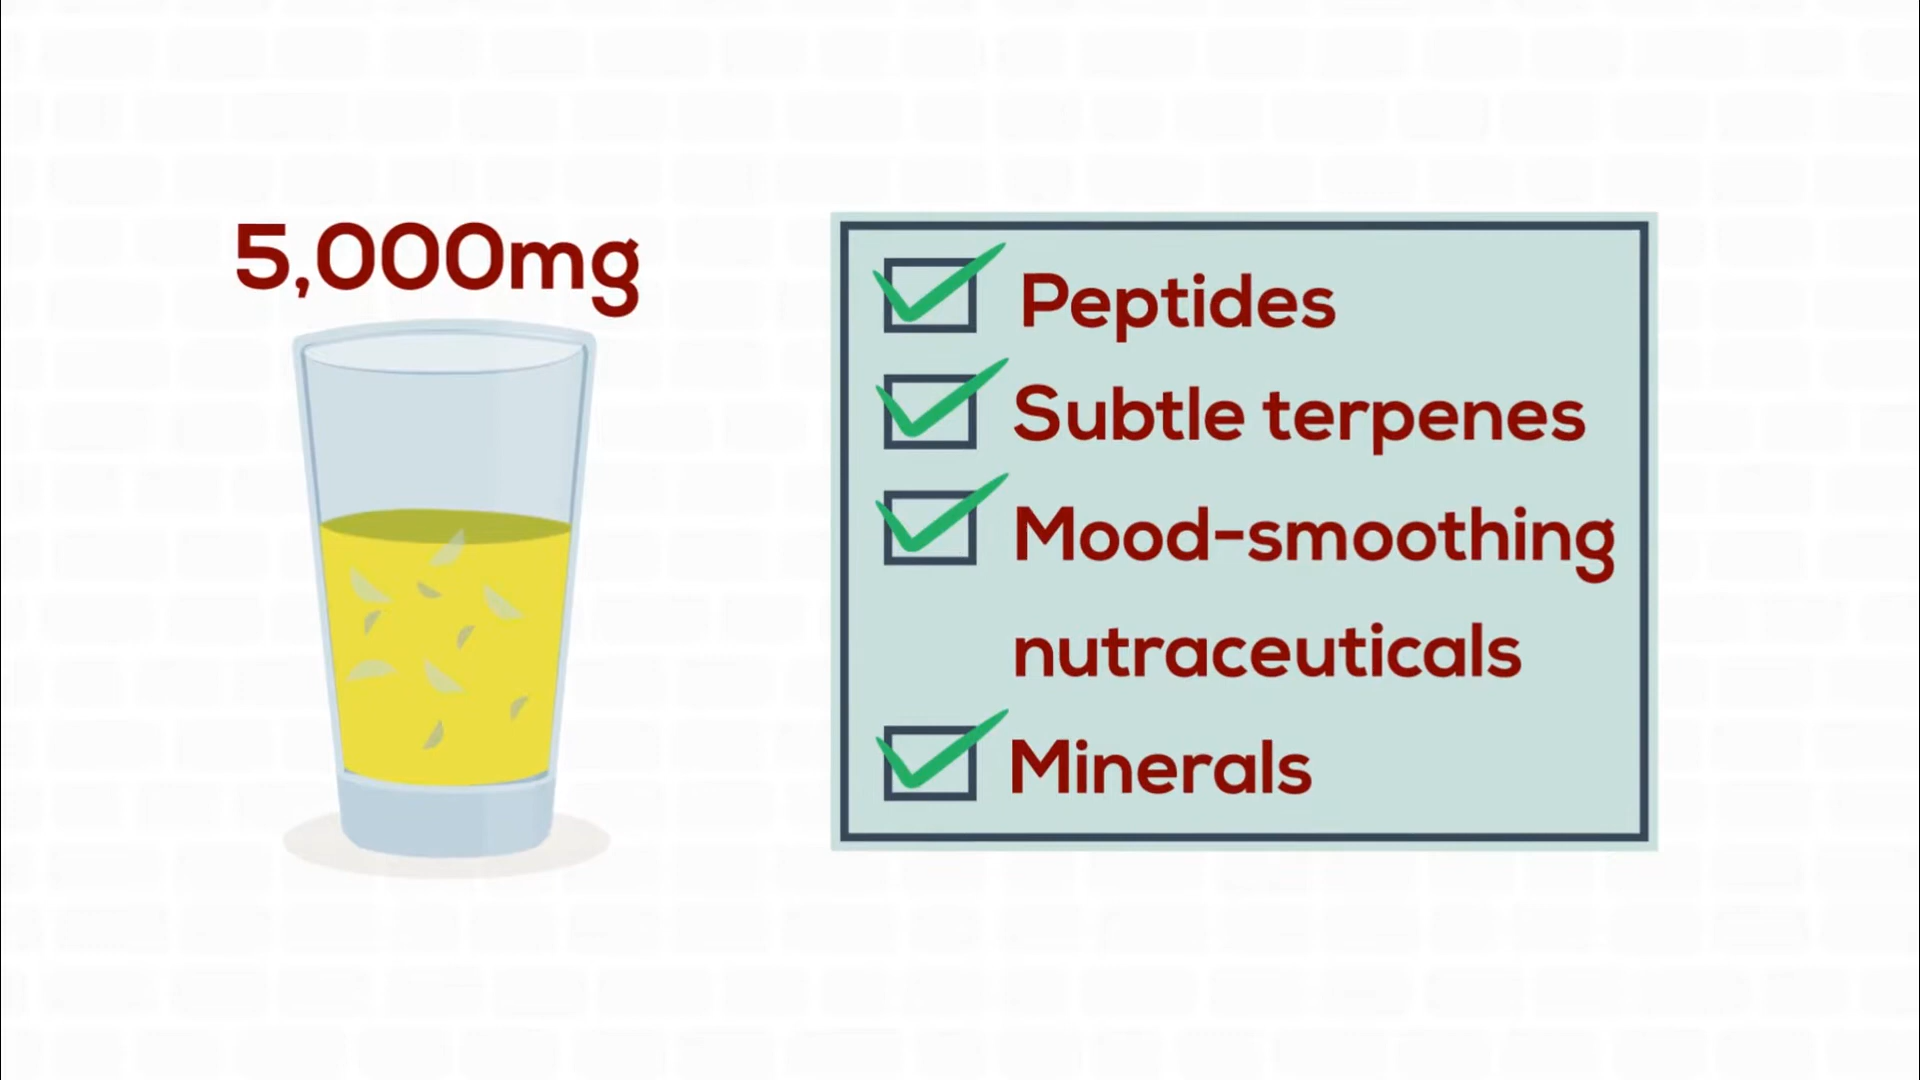 5,000mg
Peptides
Subtle terpenes
Mood-smoothing
nutraceuticals
Minerals